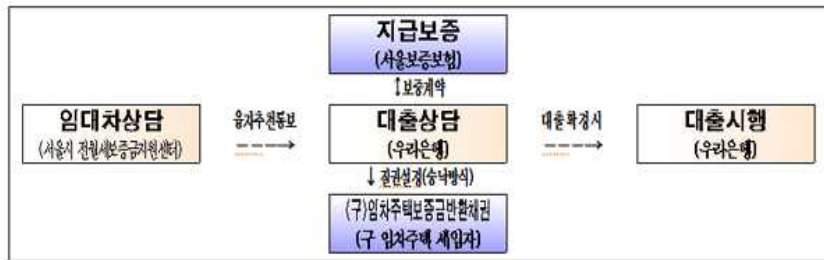 지급보증
(서울보증보험)
↑보증계약
임대차상담
(서울시 전월세보증금지원센터)
융자추천통보
대출상담
(우리은행)
대출확정시
대출시행
(우리은행)
↓ 질권설정(승낙방식)
(구)임차주택보증금반환채권
(구 임차주택 세입자)